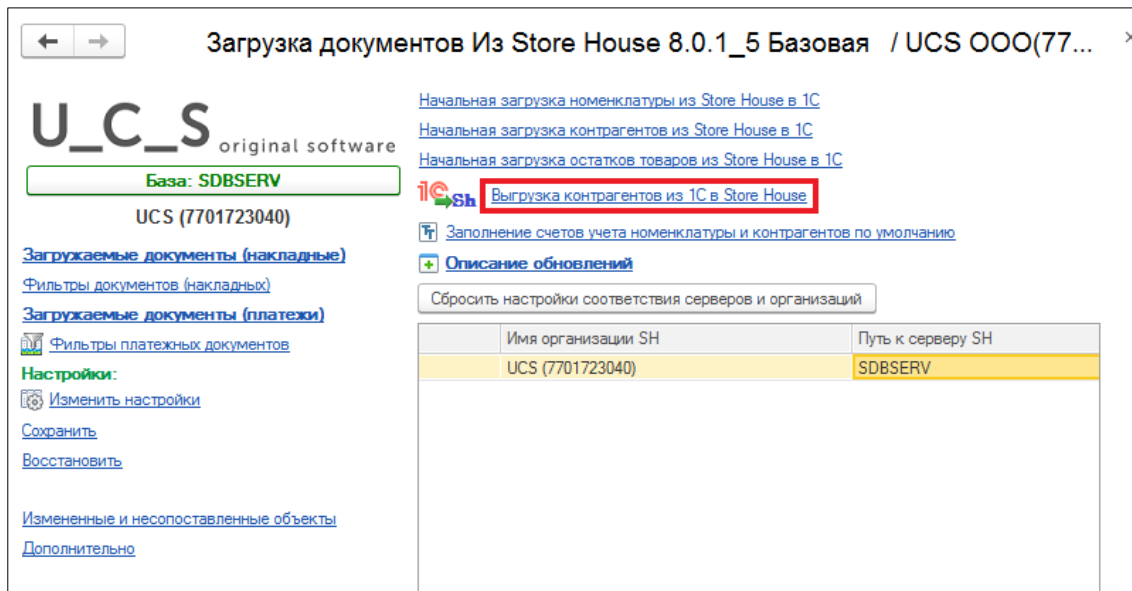 Загрузка документов Из Store House 8.0.1_5 Базовая / UCS ООО(77...
U_C_S original software
База: SDBSERV
UCS (7701723040)
Загружаемые документы (накладные)
Фильтры документов (накладных)
Загружаемые документы (платежи)
Фильтры платежных документов
Настройки:
Изменить настройки
Сохранить
Восстановить
Измененные и несопоставленные объекты
Дополнительно
Начальная загрузка номенклатуры из Store House в 1С
Начальная загрузка контрагентов из Store House в 1С
Начальная загрузка остатков товаров из Store House в 1С
1С Sh Выгрузка контрагентов из 1С в Store House
Тт Заполнение счетов учета номенклатуры и контрагентов по умолчанию
Описание обновлений
Сбросить настройки соответствия серверов и организаций
Имя организации SH Путь к серверу SH
UCS (7701723040) SDBSERV